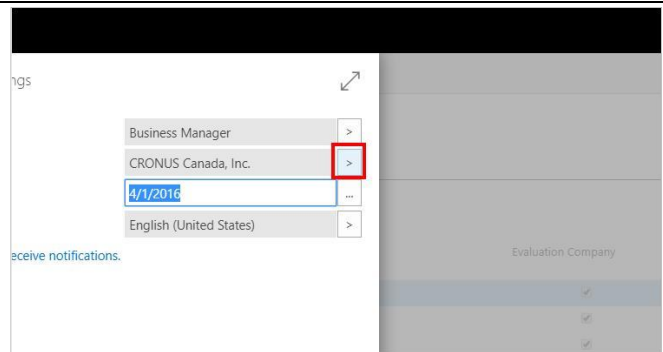 ngs
Business Manager >
CRONUS Canada, Inc. >
4/1/2016 ...
English (United States) >
eceive notifications.
Evaluation Company